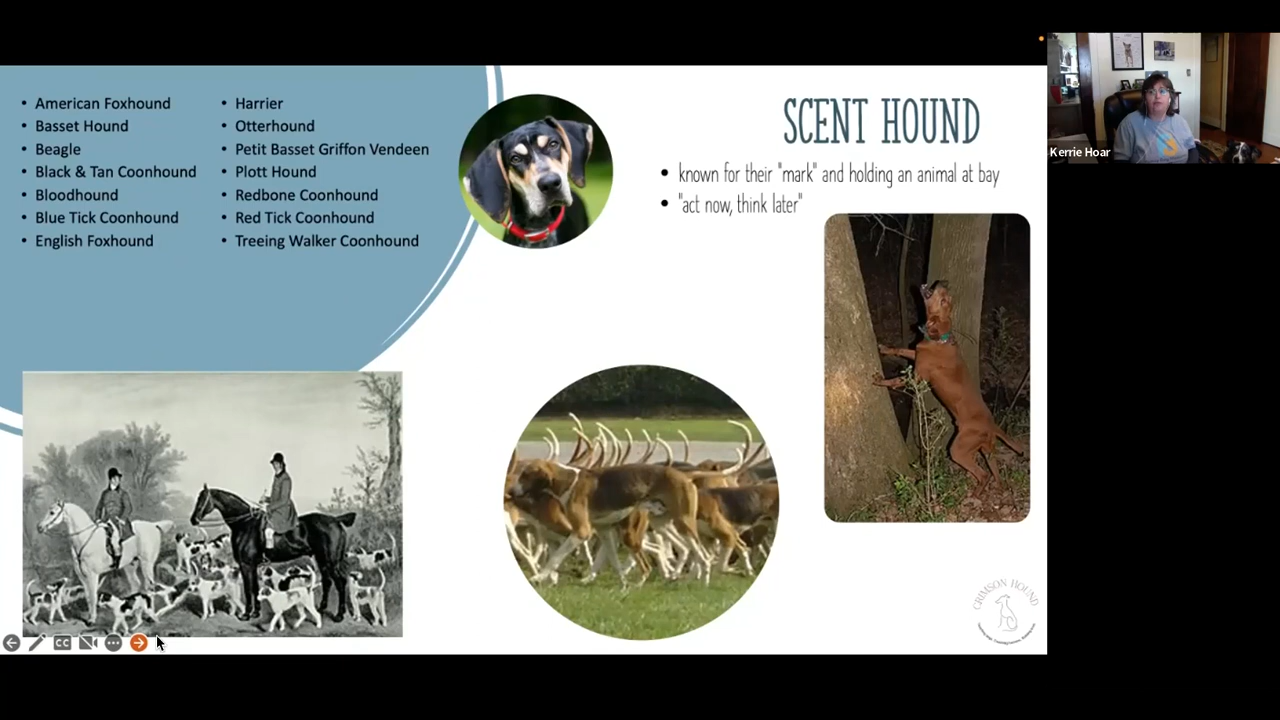 • American Foxhound
• Basset Hound
• Beagle
• Black & Tan Coonhound
• Bloodhound
• Blue Tick Coonhound
• English Foxhound
• Harrier
• Otterhound
• Petit Basset Griffon Vendeen
• Plott Hound
• Redbone Coonhound
• Red Tick Coonhound
• Treeing Walker Coonhound
SCENT HOUND
• known for their "mark" and holding an animal at bay
• "act now, think later"
Kerrie Hoar
CRIMSON HOUND
CC